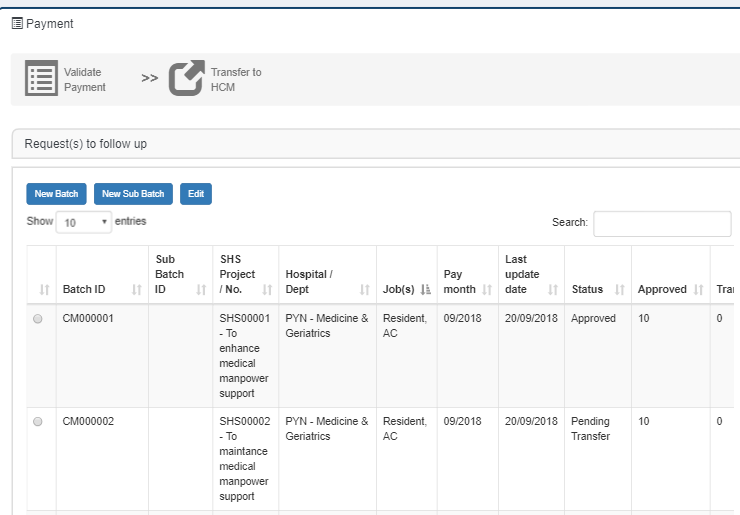 Payment
Validate
Payment
>>
Transfer to
HCM
Request(s) to follow up
New Batch
New Sub Batch
Edit
Show 10 entries
Search:
Batch ID
Sub
Batch
ID
SHS
Project
/ No.
Hospital /
Dept
Job(s)
Pay
month
Last
update
date
Status
Approved
Trai
CM000001
SHS00001
- To
enhance
medical
manpower
support
PYN - Medicine &
Geriatrics
Resident,
AC
09/2018
20/09/2018
Approved
10
0
CM000002
SHS00002
- To
maintance
medical
manpower
support
PYN - Medicine &
Geriatrics
Resident,
AC
09/2018
20/09/2018
Pending
Transfer
10
0